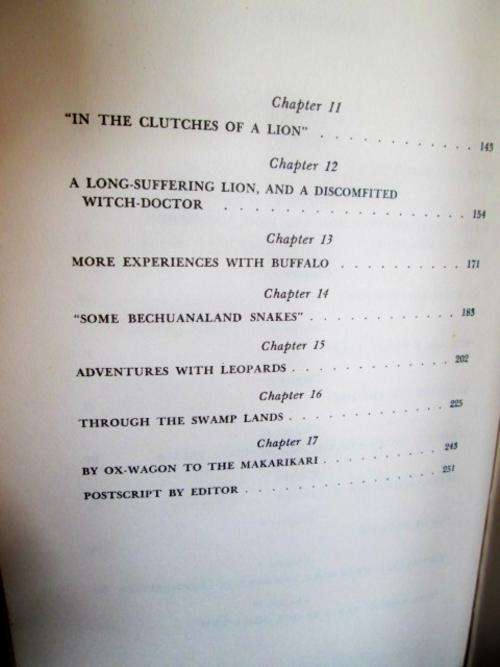 Chapter 11
"IN THE CLUTCHES OF A LION" . . . . . . . . . . . 143
Chapter 12
A LONG-SUFFERING LION, AND A DISCOMFITED
WITCH-DOCTOR . . . . . . . . . . . . . . . . . . 154
Chapter 13
MORE EXPERIENCES WITH BUFFALO . . . . . . . . . 171
Chapter 14
"SOME BECHUANALAND SNAKES" . . . . . . . . . . . 183
Chapter 15
ADVENTURES WITH LEOPARDS . . . . . . . . . . . . 202
Chapter 16
THROUGH THE SWAMP LANDS . . . . . . . . . . . . 225
Chapter 17
BY OX-WAGON TO THE MAKARIKARI . . . . . . . . . 243
POSTSCRIPT BY EDITOR . . . . . . . . . . . . . . 251